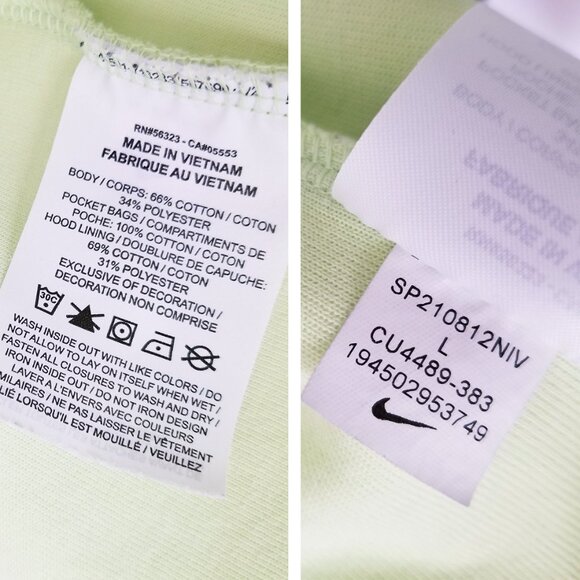 RN#56323 - CA#05553
MADE IN VIETNAM
FABRIQUE AU VIETNAM
BODY / CORPS: 66% COTTON / COTON
34% POLYESTER
POCKET BAGS / COMPARTIMENTS DE
POCHE: 100% COTTON / COTON
HOOD LINING / DOUBLURE DE CAPUCHE:
69% COTTON / COTON
31% POLYESTER
EXCLUSIVE OF DECORATION /
DECORATION NON COMPRISE
30C
WASH INSIDE OUT WITH LIKE COLORS / DO
NOT ALLOW TO LAY ON ITSELF WHEN WET /
FASTEN ALL CLOSURES TO WASH AND DRY /
IRON INSIDE OUT / DO NOT IRON DESIGN
LAVER A L'ENVERS AVEC COULEURS
MILAIRES / NE PAS LAISSER LE VÊTEMENT
LIÉ LORSQU'IL EST MOUILLÉ / VEUILLEZ
SP210812NIV
L
CU4489-383
194502953749